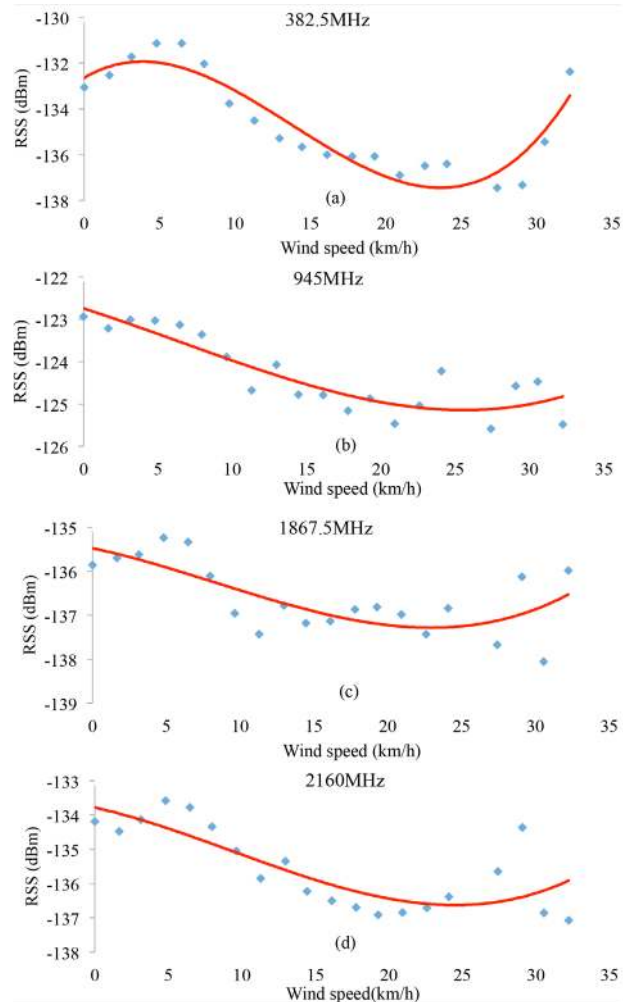 382.5MHz
RSS (dBm)
-130
-132
-134
-136
-138
(a)
0 5 10 15 20 25 30 35
Wind speed (km/h)
945MHz
RSS (dBm)
-122
-123
-124
-125
-126
(b)
0 5 10 15 20 25 30 35
Wind speed (km/h)
1867.5MHz
RSS (dBm)
-135
-136
-137
-138
-139
(c)
0 5 10 15 20 25 30 35
Wind speed (km/h)
2160MHz
RSS (dBm)
-133
-134
-135
-136
-137
-138
(d)
0 5 10 15 20 25 30 35
Wind speed(km/h)